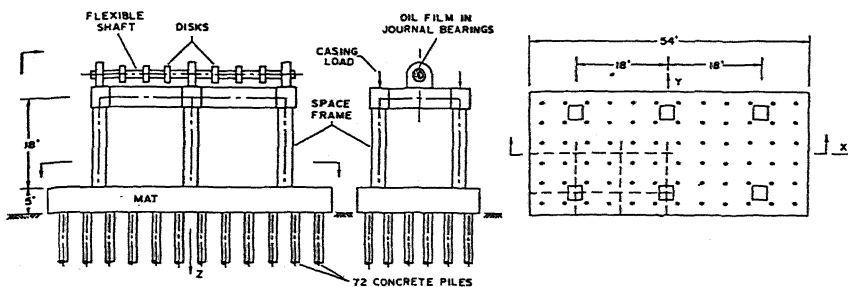 FLEXIBLE
SHAFT
DISKS
OIL FILM IN
JOURNAL BEARINGS
CASING
LOAD
SPACE
FRAME
18'
5'
MAT
Z
72 CONCRETE PILES
54'
18'
18'
Y
X